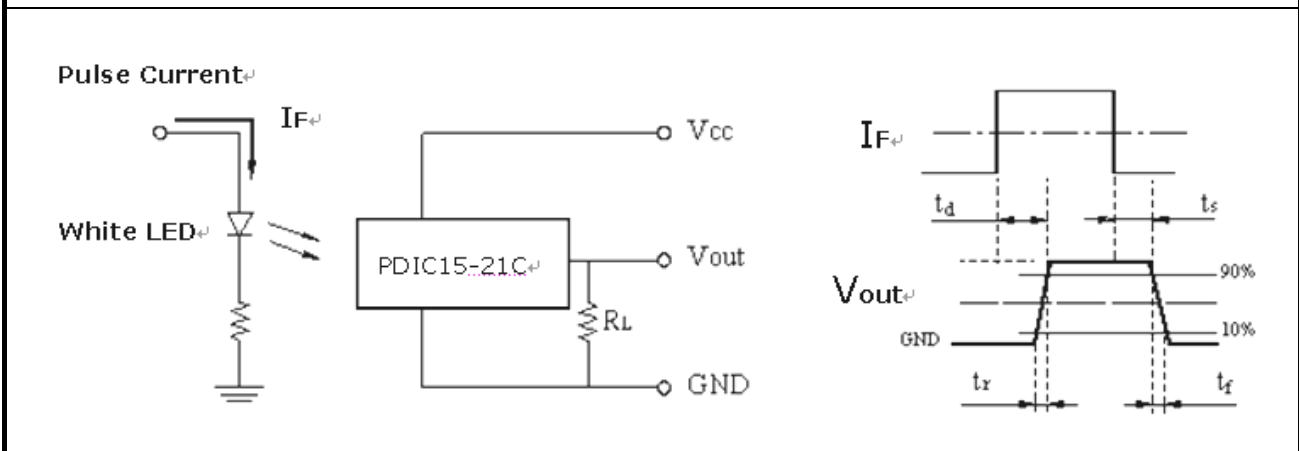 Pulse Current↵
IF↵
White LED↵
PDIC15-21C↵
Vcc
Vout
RL
GND
IF↵
td
ts
Vout↵
90%
10%
GND
tr
tf